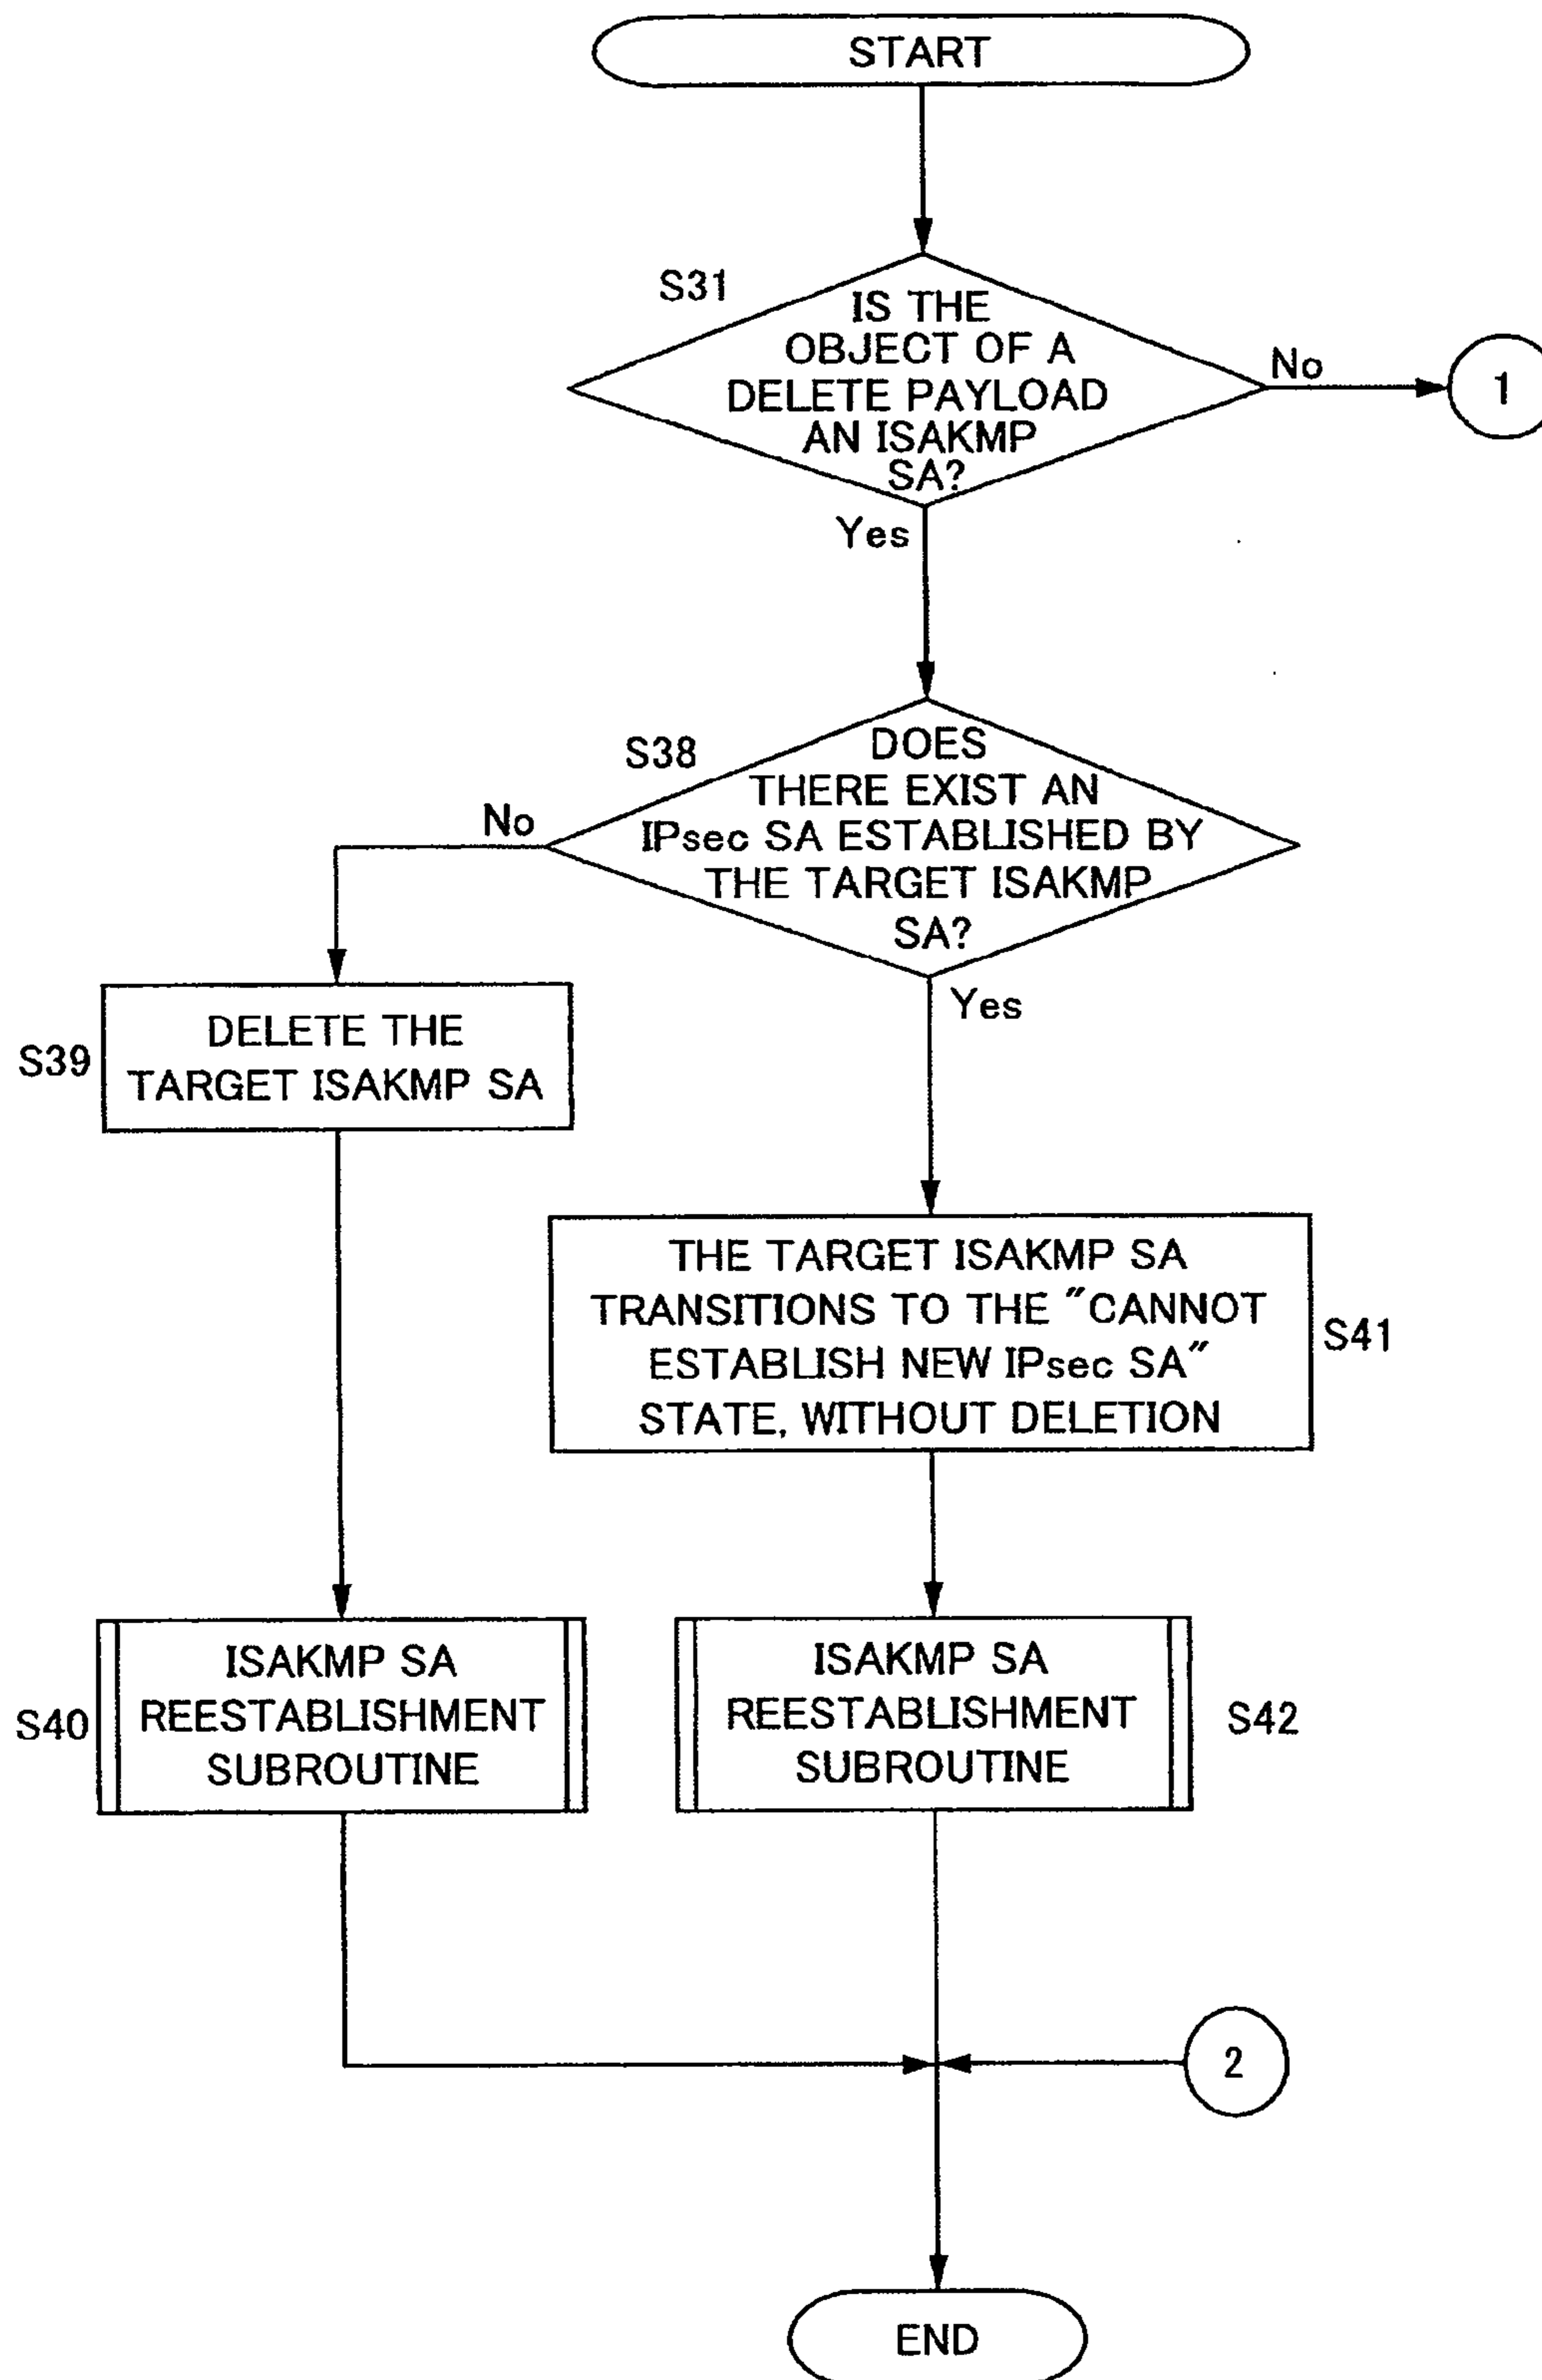 START
S31
IS THE
OBJECT OF A
DELETE PAYLOAD
AN ISAKMP
SA?
No
1
Yes
S38
DOES
THERE EXIST AN
IPsec SA ESTABLISHED BY
THE TARGET ISAKMP
SA?
No
Yes
S39
DELETE THE
TARGET ISAKMP SA
THE TARGET ISAKMP SA
TRANSITIONS TO THE "CANNOT
ESTABLISH NEW IPsec SA"
STATE, WITHOUT DELETION
S41
S40
ISAKMP SA
REESTABLISHMENT
SUBROUTINE
ISAKMP SA
REESTABLISHMENT
SUBROUTINE
S42
2
END